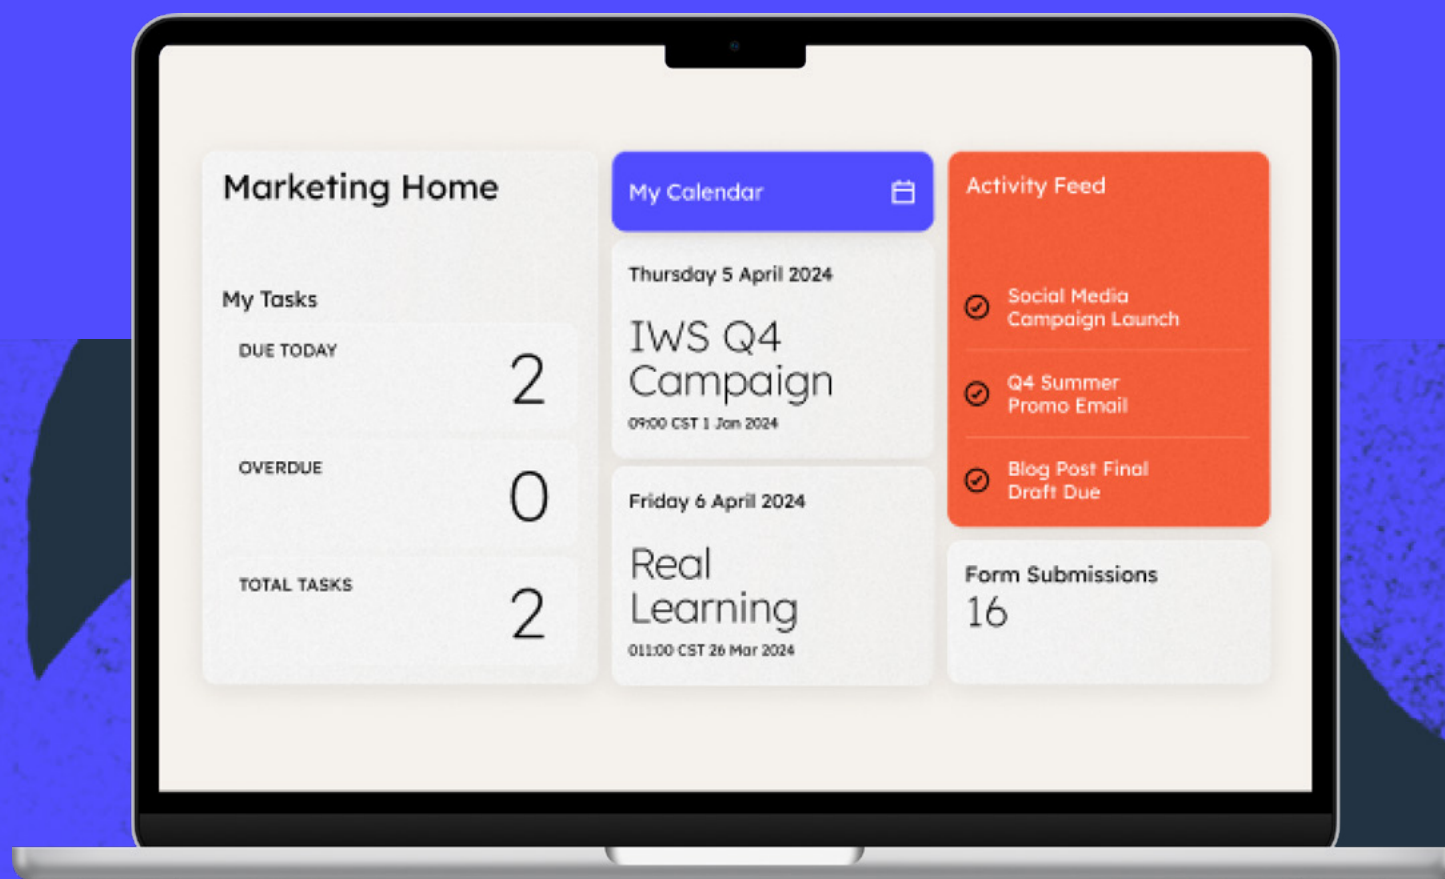 Marketing Home
My Tasks
DUE TODAY
2
OVERDUE
0
TOTAL TASKS
2
My Calendar
Thursday 5 April 2024
IWS Q4
Campaign
09:00 CST 1 Jan 2024
Friday 6 April 2024
Real
Learning
011:00 CST 26 Mar 2024
Activity Feed
Social Media
Campaign Launch
Q4 Summer
Promo Email
Blog Post Final
Draft Due
Form Submissions
16